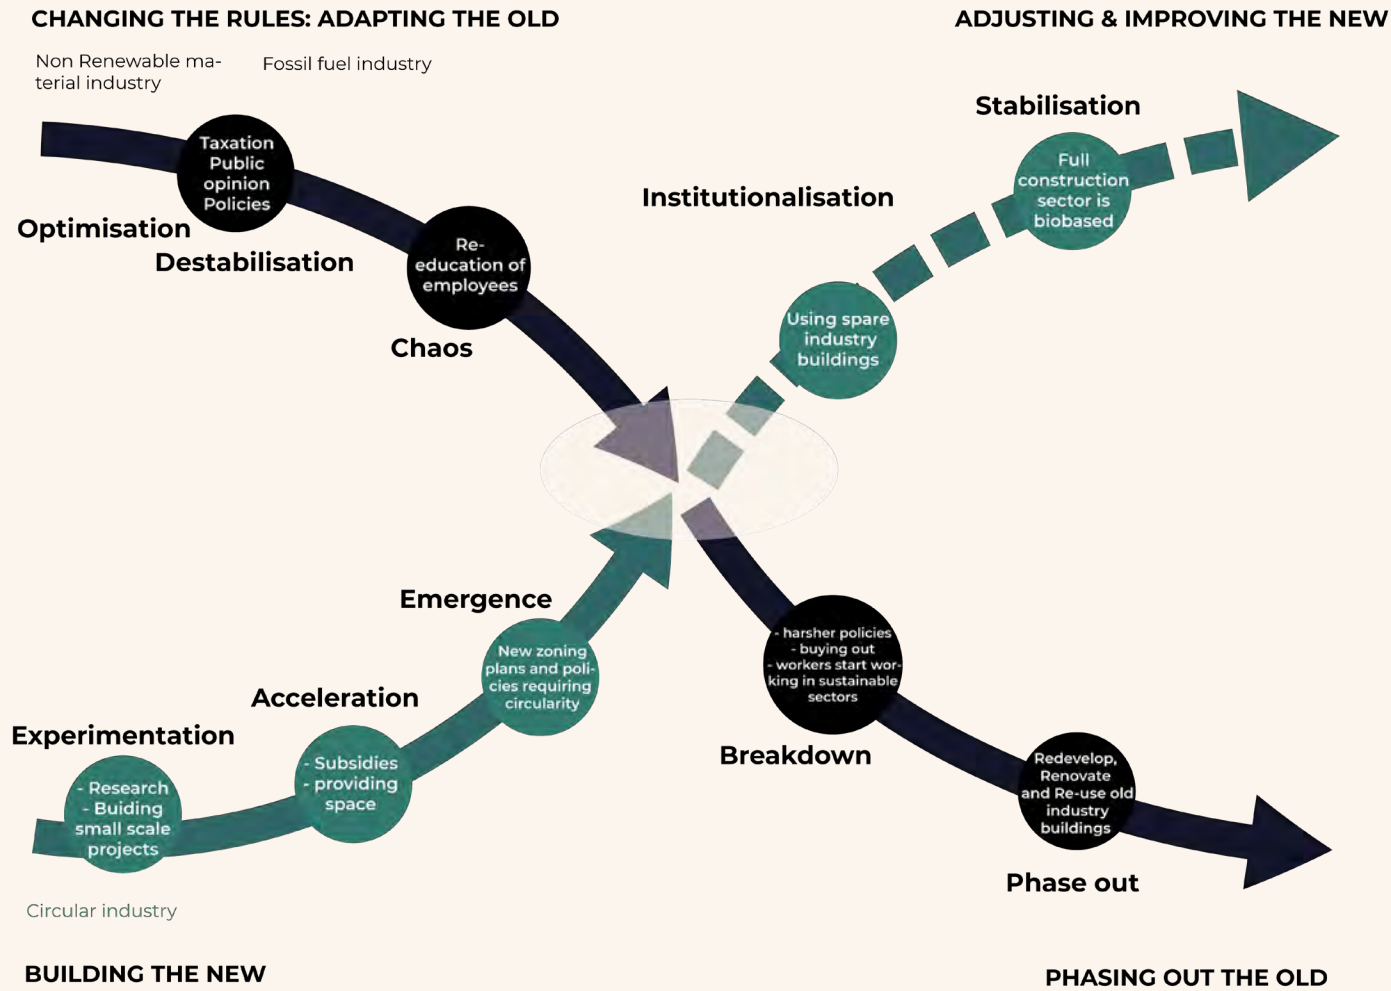 CHANGING THE RULES: ADAPTING THE OLD
ADJUSTING & IMPROVING THE NEW
Non Renewable ma-
terial industry
Fossil fuel industry
Taxation
Public
opinion
Policies
Optimisation
Destabilisation
Re-
education of
employees
Chaos
Stabilisation
Full
construction
sector is
biobased
Institutionalisation
Using spare
industry
buildings
Emergence
New zoning
plans and poli-
cies requiring
circularity
Acceleration
- Subsidies
- providing
space
Experimentation
- Research
- Buiding
small scale
projects
Circular industry
BUILDING THE NEW
- harsher policies
- buying out
- workers start wor-
king in sustainable
sectors
Breakdown
Redevelop,
Renovate
and Re-use old
industry
buildings
Phase out
PHASING OUT THE OLD